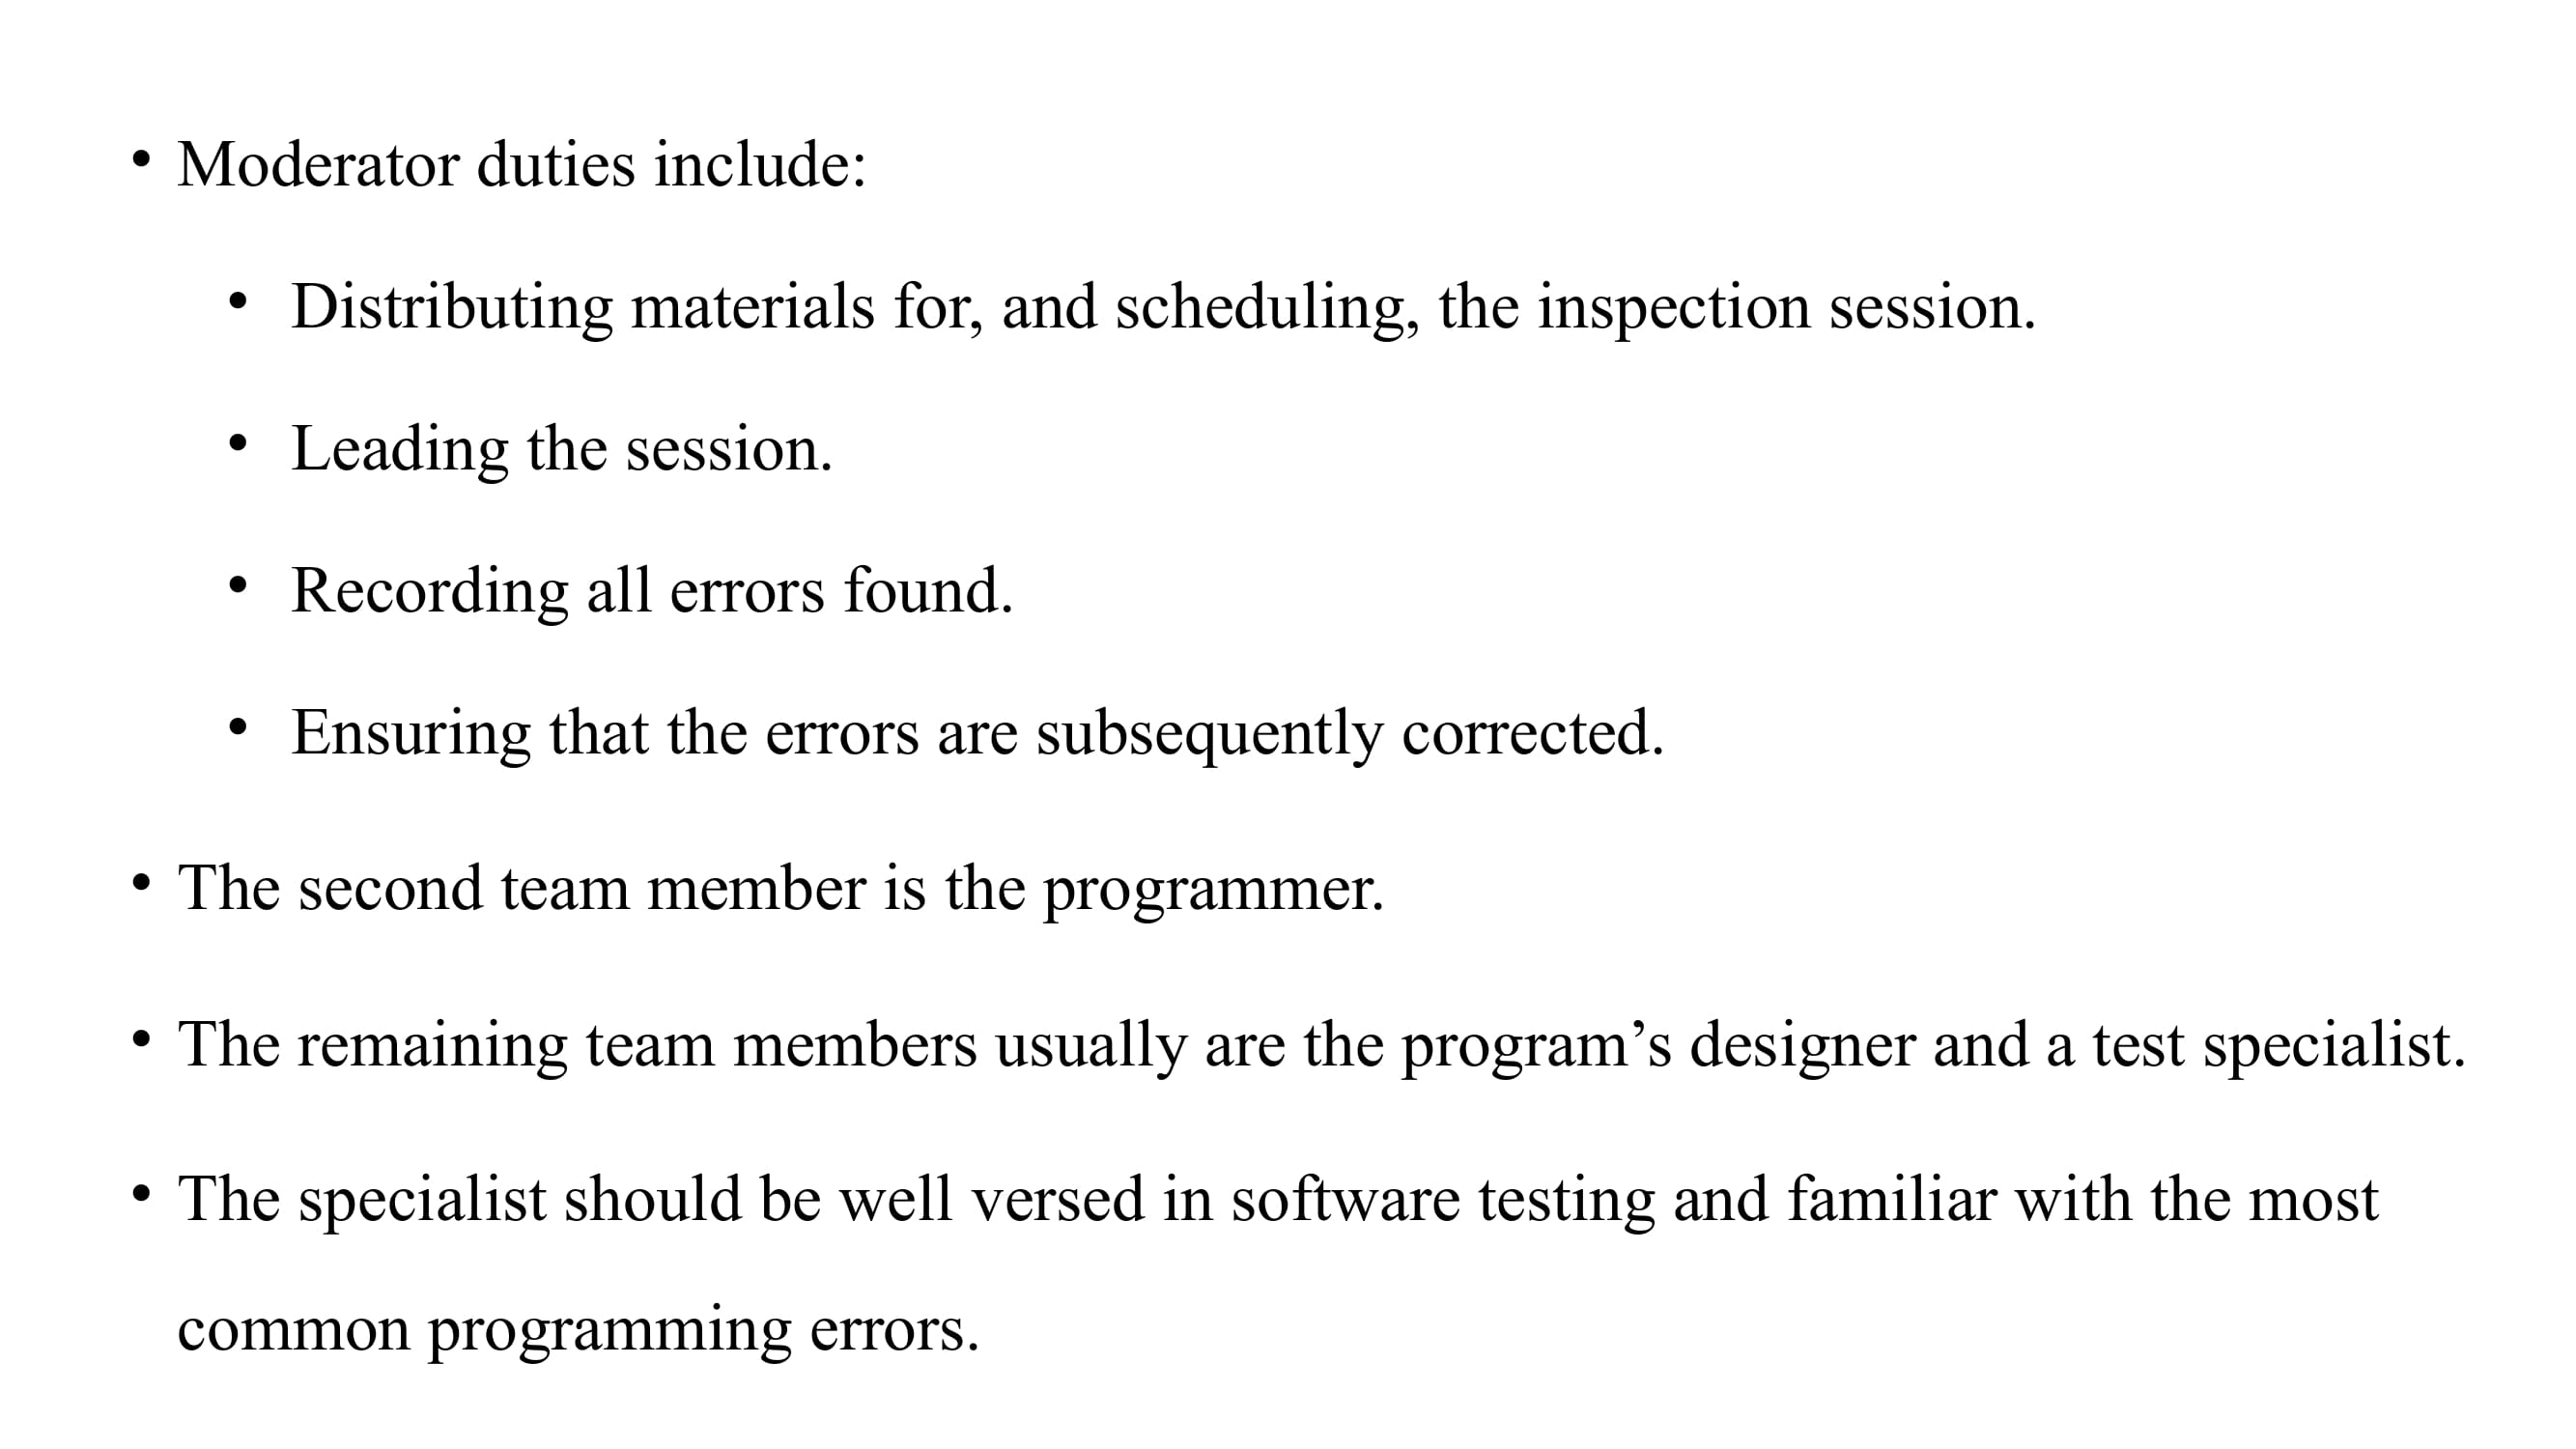 • Moderator duties include:
• Distributing materials for, and scheduling, the inspection session.
• Leading the session.
• Recording all errors found.
• Ensuring that the errors are subsequently corrected.
• The second team member is the programmer.
• The remaining team members usually are the program’s designer and a test specialist.
• The specialist should be well versed in software testing and familiar with the most
common programming errors.